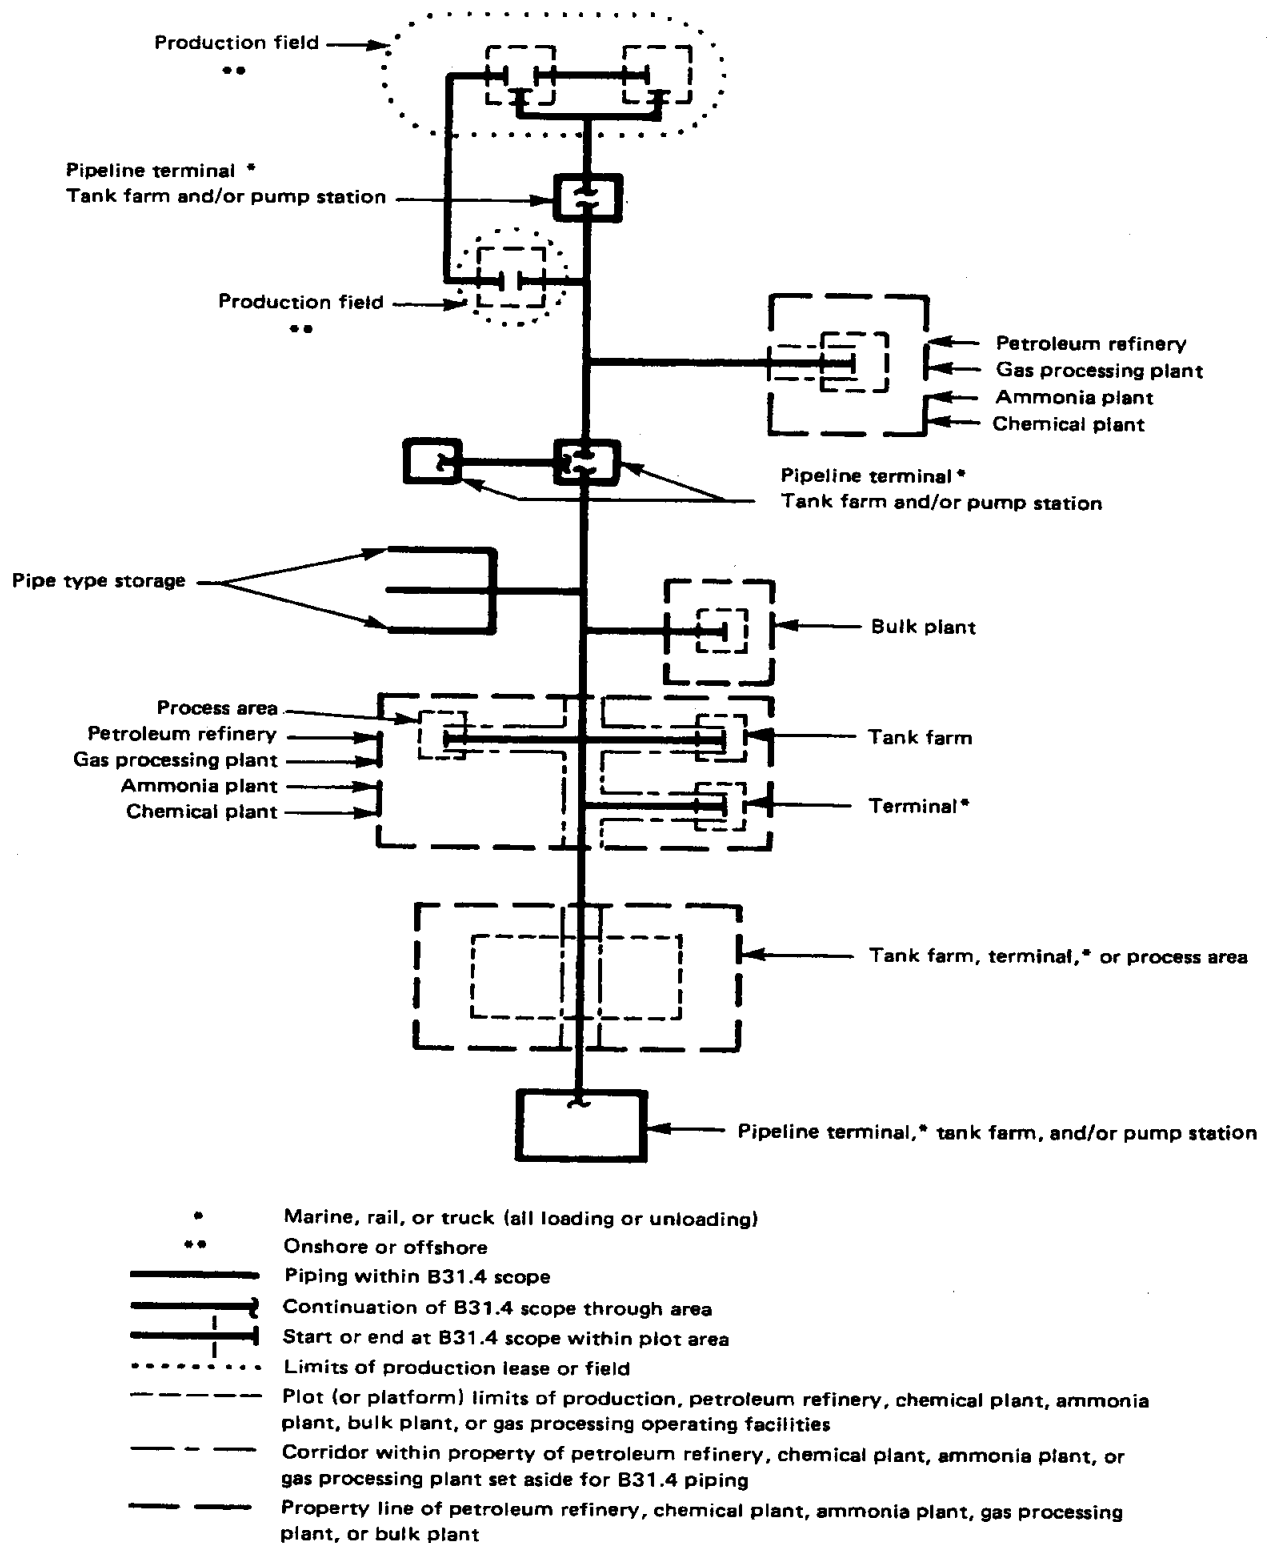 Production field
**
Pipeline terminal *
Tank farm and/or pump station
Production field
**
Petroleum refinery
Gas processing plant
Ammonia plant
Chemical plant
Pipeline terminal*
Tank farm and/or pump station
Pipe type storage
Bulk plant
Process area
Petroleum refinery
Gas processing plant
Ammonia plant
Chemical plant
Tank farm
Terminal*
Tank farm, terminal,* or process area
Pipeline terminal,* tank farm, and/or pump station
* Marine, rail, or truck (all loading or unloading)
** Onshore or offshore
Piping within B31.4 scope
Continuation of B31.4 scope through area
Start or end at B31.4 scope within plot area
Limits of production lease or field
Plot (or platform) limits of production, petroleum refinery, chemical plant, ammonia
plant, bulk plant, or gas processing operating facilities
Corridor within property of petroleum refinery, chemical plant, ammonia plant, or
gas processing plant set aside for B31.4 piping
Property line of petroleum refinery, chemical plant, ammonia plant, gas processing
plant, or bulk plant